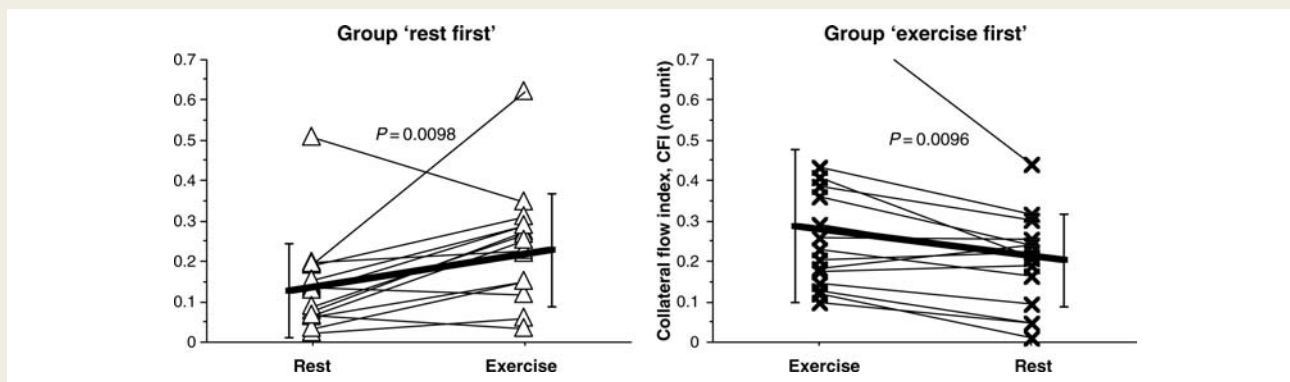 Group 'rest first'
0.7
0.6
0.5
0.4
0.3
0.2
0.1
0
P = 0.0098
Rest Exercise
Group 'exercise first'
Collateral flow index, CFI (no unit)
0.7
0.6
0.5
0.4
0.3
0.2
0.1
0
P = 0.0096
Exercise Rest